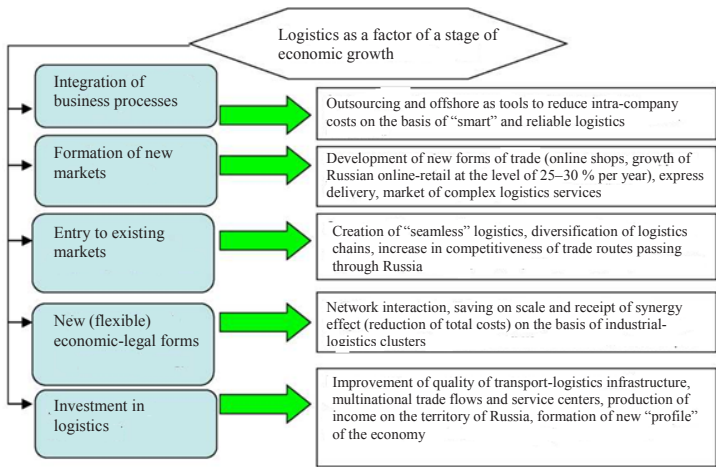 Logistics as a factor of a stage of
economic growth
Integration of
business processes
Outsourcing and offshore as tools to reduce intra-company
costs on the basis of “smart” and reliable logistics
Formation of new
markets
Development of new forms of trade (online shops, growth of
Russian online-retail at the level of 25–30 % per year), express
delivery, market of complex logistics services
Entry to existing
markets
Creation of “seamless” logistics, diversification of logistics
chains, increase in competitiveness of trade routes passing
through Russia
New (flexible)
economic-legal forms
Network interaction, saving on scale and receipt of synergy
effect (reduction of total costs) on the basis of industrial-
logistics clusters
Investment in
logistics
Improvement of quality of transport-logistics infrastructure,
multinational trade flows and service centers, production of
income on the territory of Russia, formation of new “profile”
of the economy